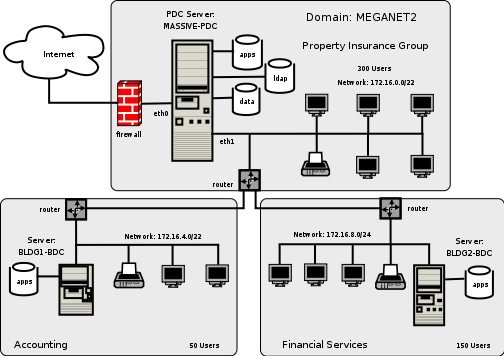 PDC Server:
MASSIVE-PDC
Domain: MEGANET2
Property Insurance Group
Internet
apps
ldap
300 Users
Network: 172.16.0.0/22
data
eth0
firewall
eth1
router
router
router
Network: 172.16.4.0/22
Network: 172.16.8.0/24
Server:
BLDG1-BDC
Server:
BLDG2-BDC
apps
apps
Accounting
50 Users
Financial Services
150 Users